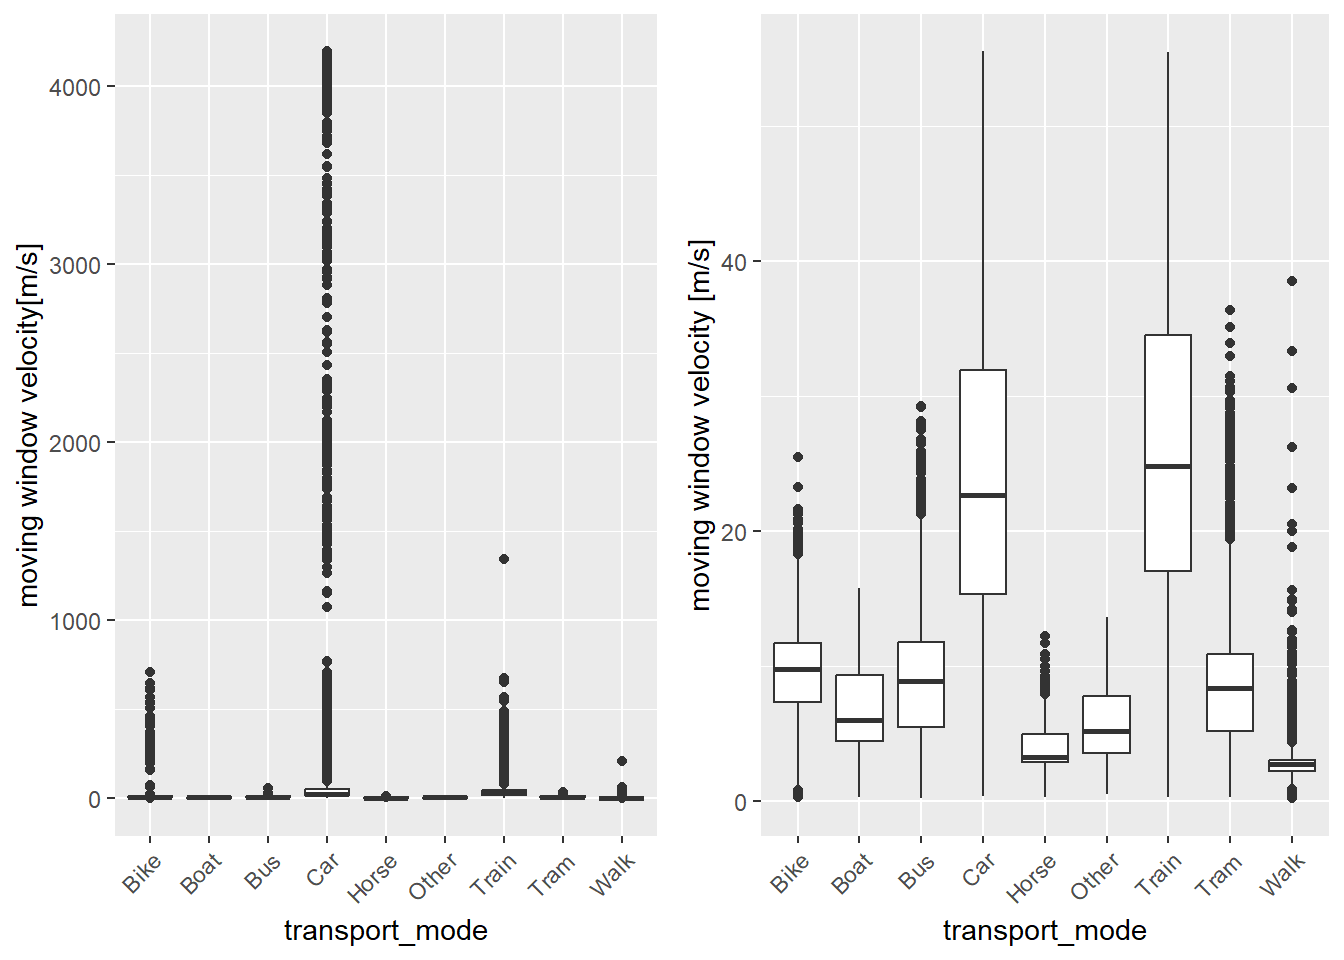 moving window velocity[m/s]
4000
3000
2000
1000
0
Bike
Boat
Bus
Car
Horse
Other
Train
Tram
Walk
transport_mode
moving window velocity [m/s]
40
20
0
Bike
Boat
Bus
Car
Horse
Other
Train
Tram
Walk
transport_mode